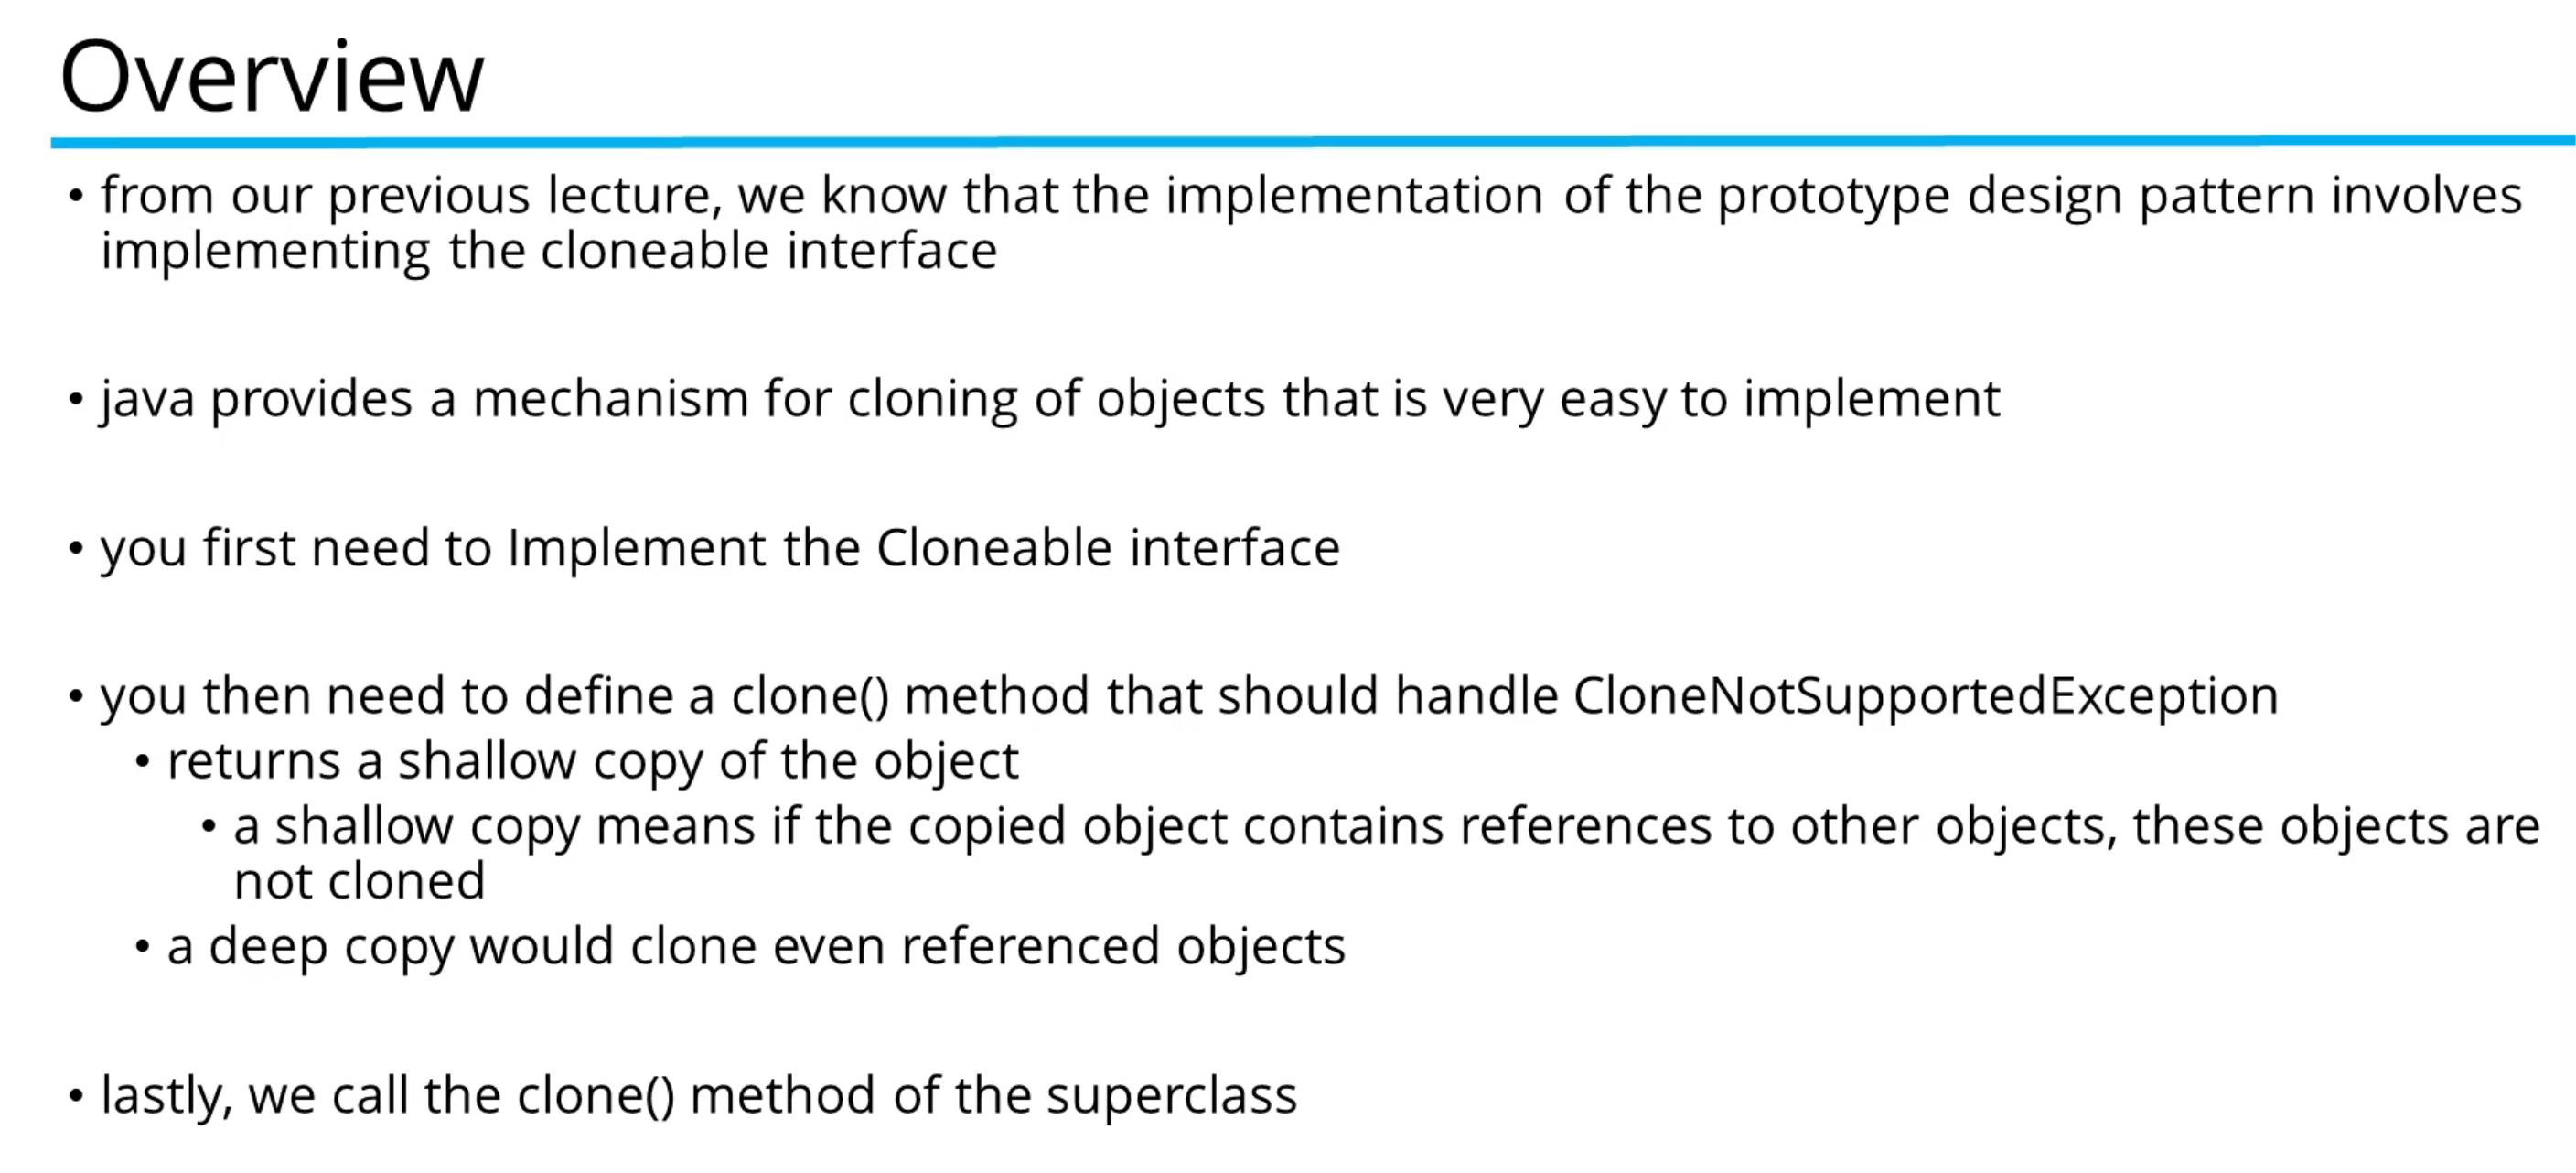 Overview
• from our previous lecture, we know that the implementation of the prototype design pattern involves
implementing the cloneable interface
• java provides a mechanism for cloning of objects that is very easy to implement
• you first need to Implement the Cloneable interface
• you then need to define a clone() method that should handle CloneNotSupportedException
• returns a shallow copy of the object
• a shallow copy means if the copied object contains references to other objects, these objects are
not cloned
• a deep copy would clone even referenced objects
• lastly, we call the clone() method of the superclass